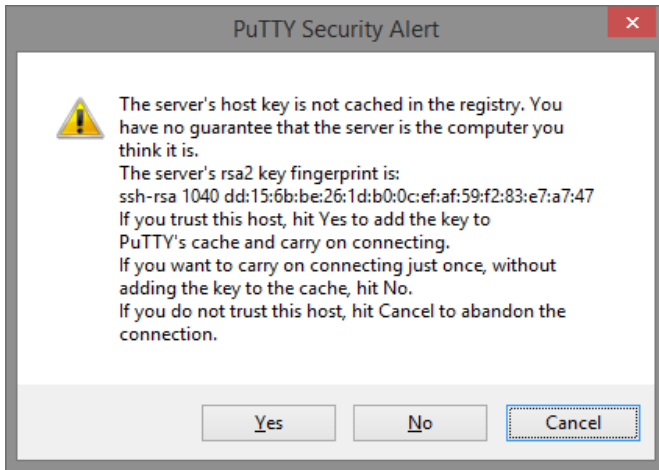 PuTTY Security Alert
The server's host key is not cached in the registry. You
have no guarantee that the server is the computer you
think it is.
The server's rsa2 key fingerprint is:
ssh-rsa 1040 dd:15:6b:be:26:1d:b0:0c:ef:af:59:f2:83:e7:a7:47
If you trust this host, hit Yes to add the key to
PuTTY's cache and carry on connecting.
If you want to carry on connecting just once, without
adding the key to the cache, hit No.
If you do not trust this host, hit Cancel to abandon the
connection.
Yes No Cancel